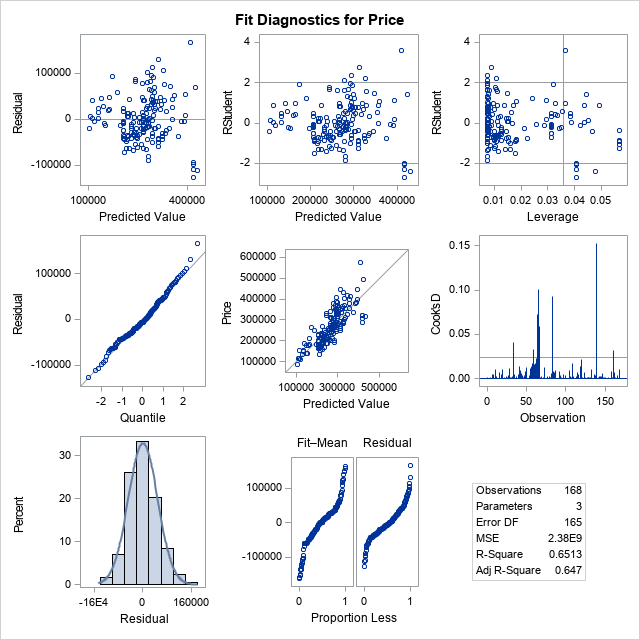 Fit Diagnostics for Price
Residual
100000
0
-100000
100000 400000
Predicted Value
RStudent
4
2
0
-2
100000 200000 300000 400000
Predicted Value
RStudent
4
2
0
-2
0.01 0.02 0.03 0.04 0.05
Leverage
Residual
100000
0
-100000
-2 -1 0 1 2
Quantile
Price
600000
500000
400000
300000
200000
100000
100000 300000 500000
Predicted Value
Cook's D
0.15
0.10
0.05
0.00
0 50 100 150
Observation
Percent
30
20
10
0
-16E4 0 160000
Residual
Fit–Mean Residual
100000
0
-100000
0 1 0 1
Proportion Less
Observations 168
Parameters 3
Error DF 165
MSE 2.38E9
R-Square 0.6513
Adj R-Square 0.647